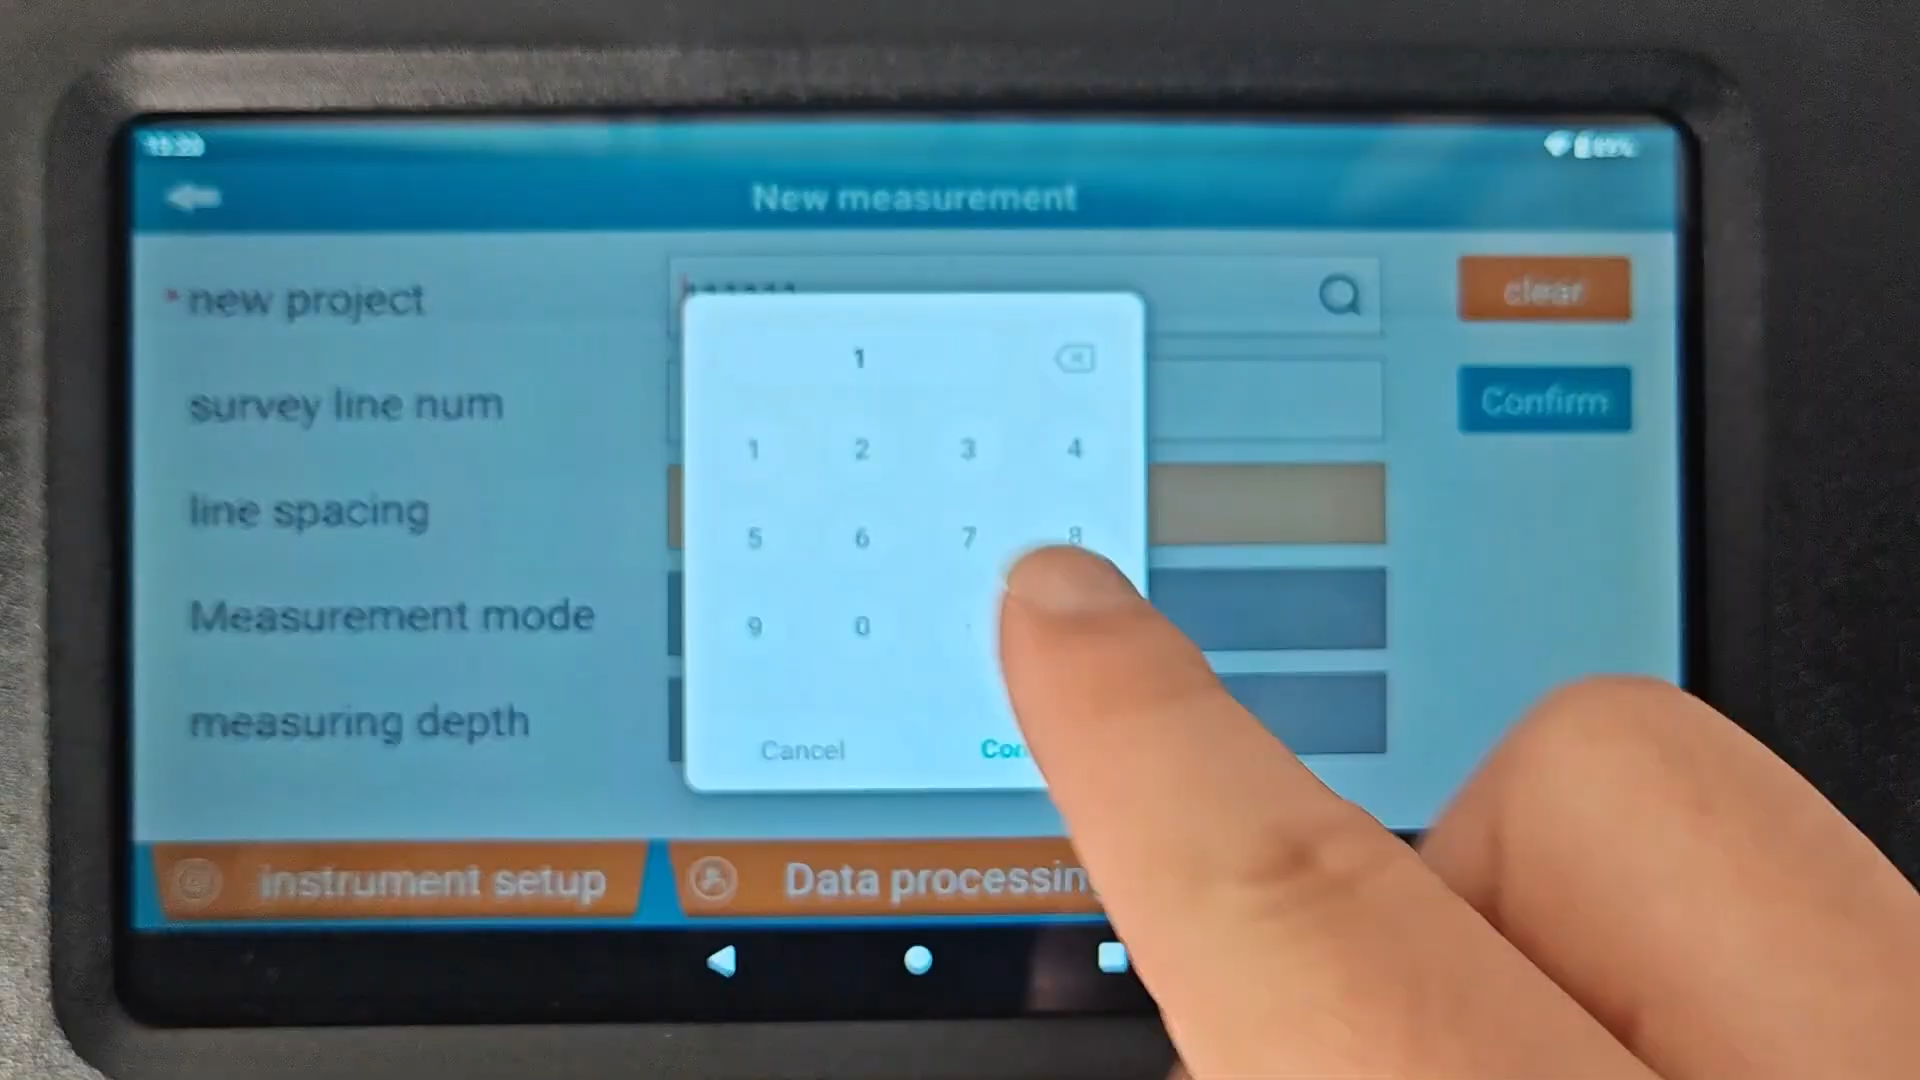 New measurement
* new project
clear
survey line num
Confirm
line spacing
Measurement mode
measuring depth
1
1 2 3 4
5 6 7 8
9 0 .
Cancel
instrument setup
Data processing